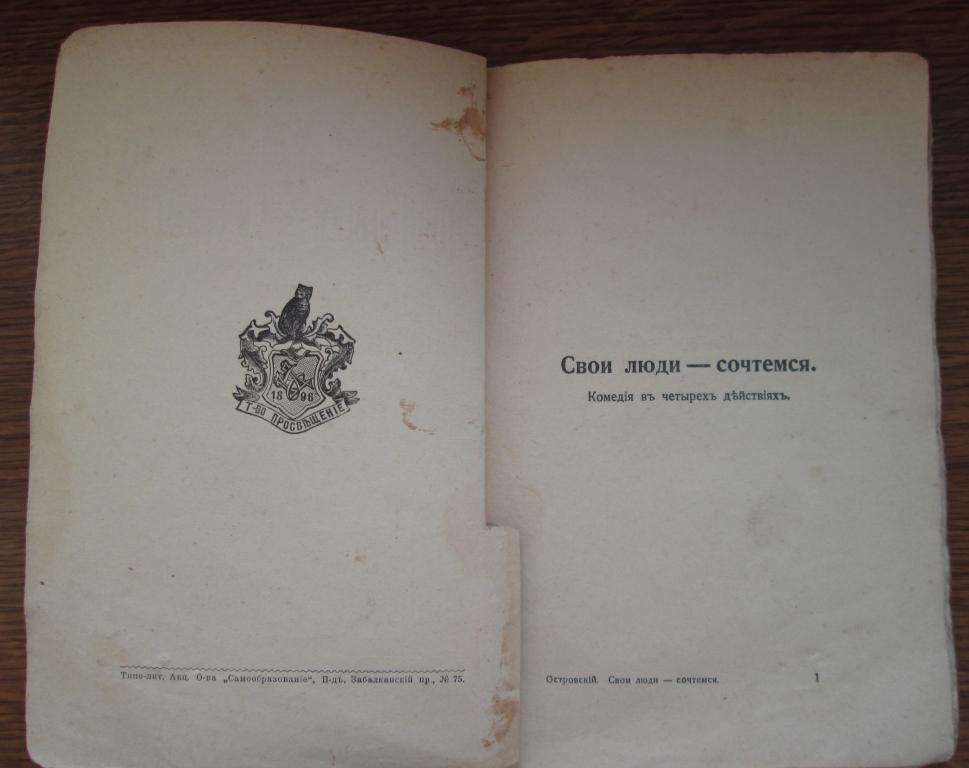 1896
Т-во ПРОСВѢЩЕНІЕ
Типо-лит. Акц. О-ва „Самообразованіе“, П-дъ, Забалканскій пр., № 75.
Свои люди — сочтемся.
Комедія въ четырехъ дѣйствіяхъ.
Островскій. Свои люди — сочтемся. 1